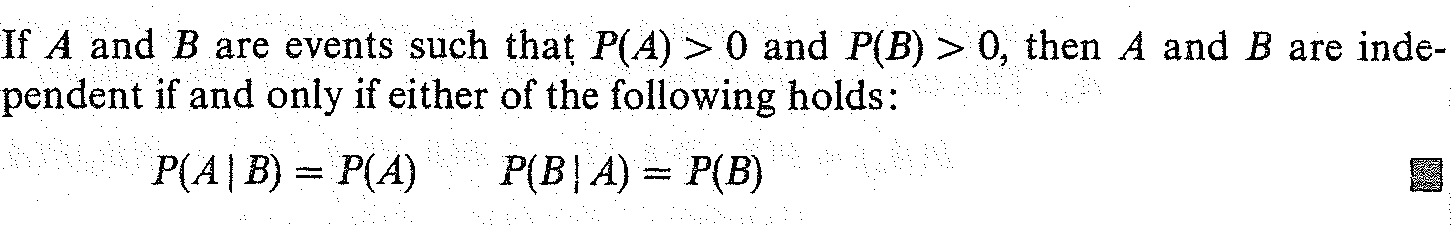 If A and B are events such that P(A) > 0 and P(B) > 0, then A and B are inde-
pendent if and only if either of the following holds:
P(A | B) = P(A) P(B | A) = P(B)